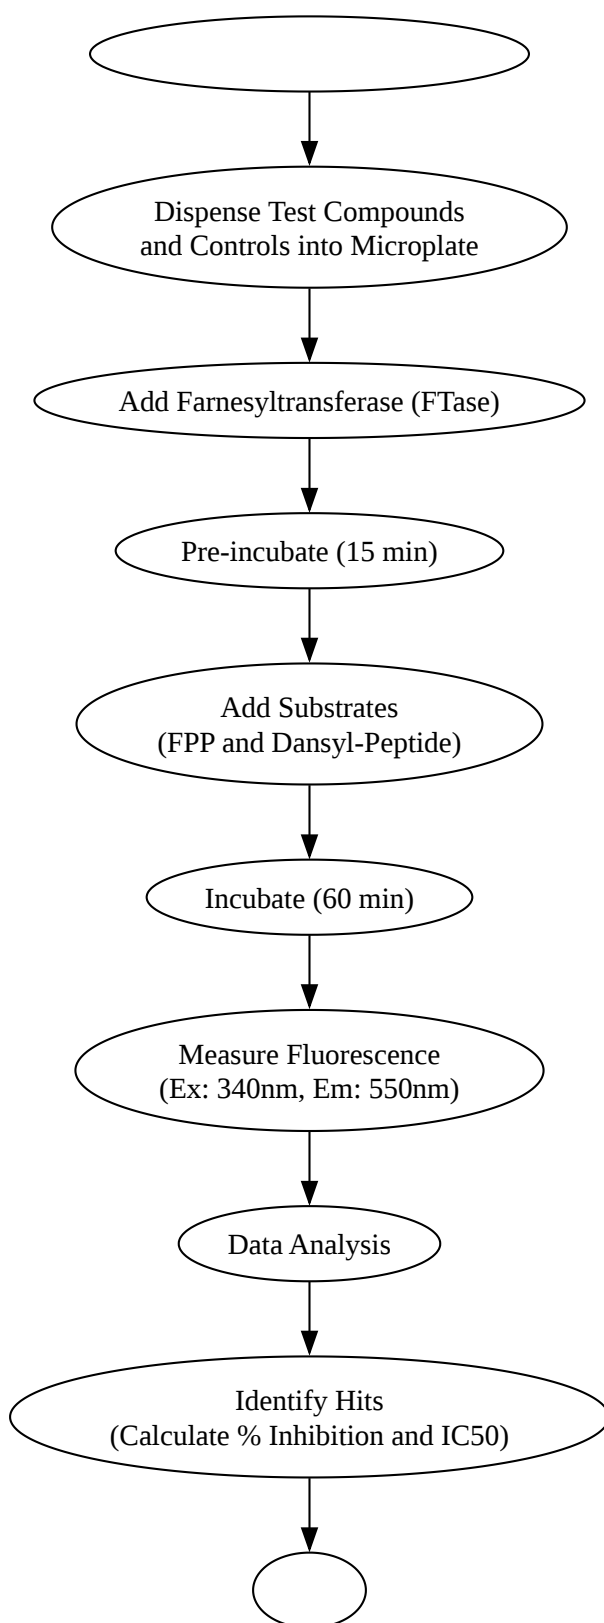 Dispense Test Compounds
and Controls into Microplate
Add Farnesyltransferase (FTase)
Pre-incubate (15 min)
Add Substrates
(FPP and Dansyl-Peptide)
Incubate (60 min)
Measure Fluorescence
(Ex: 340nm, Em: 550nm)
Data Analysis
Identify Hits
(Calculate % Inhibition and IC50)